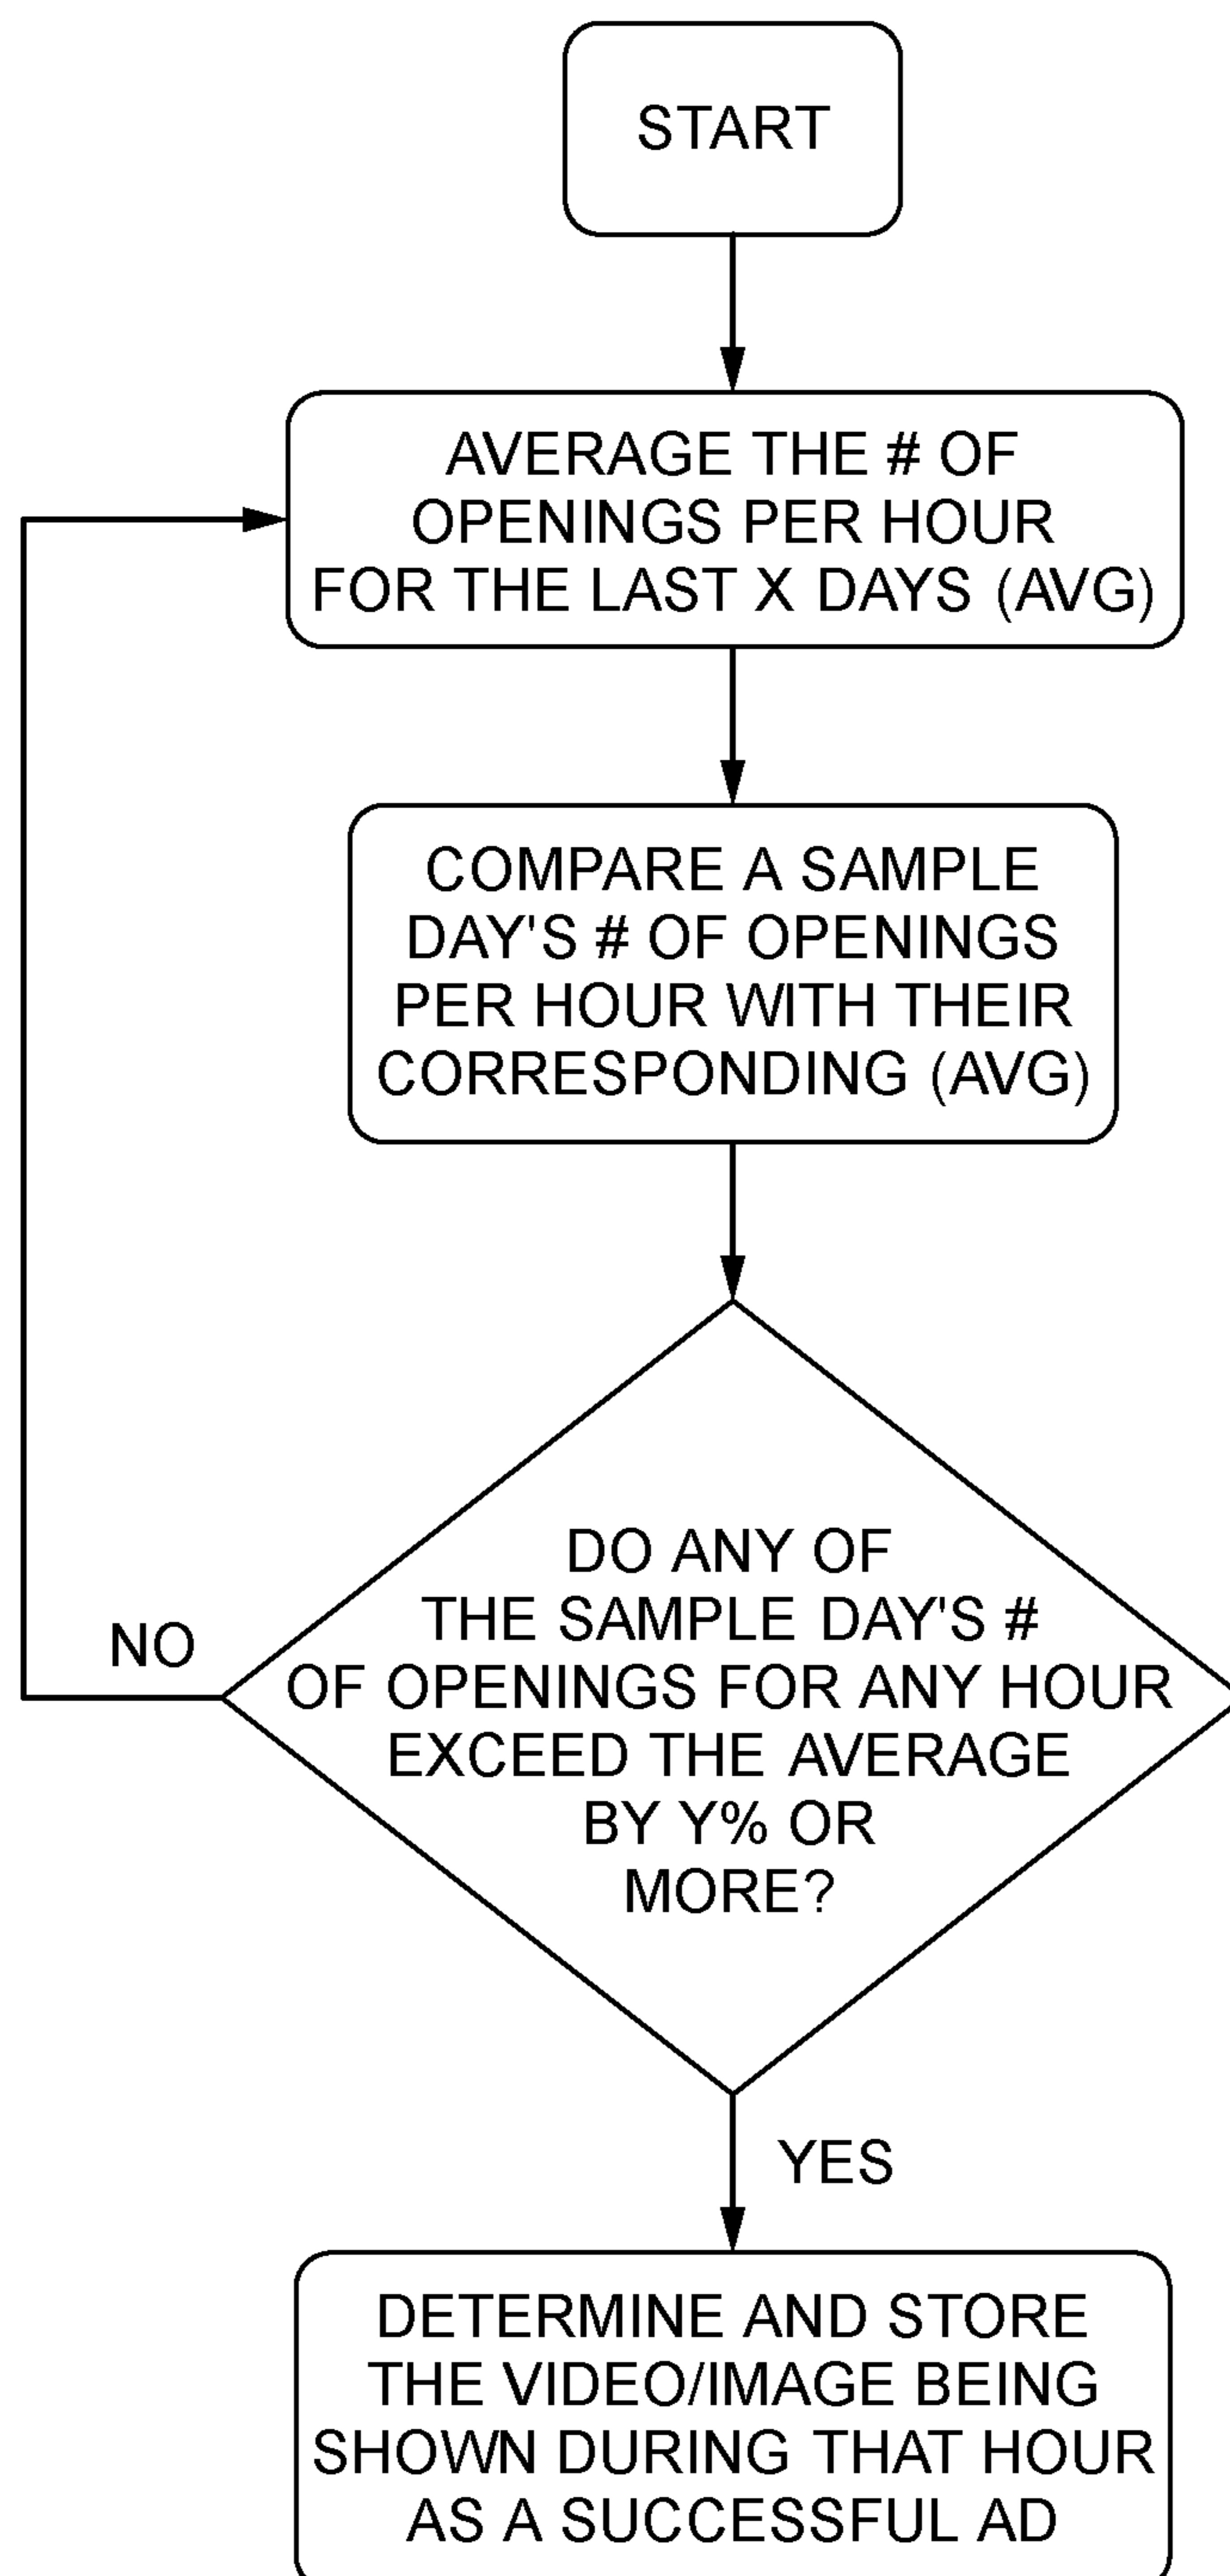 START
AVERAGE THE # OF
OPENINGS PER HOUR
FOR THE LAST X DAYS (AVG)
COMPARE A SAMPLE
DAY'S # OF OPENINGS
PER HOUR WITH THEIR
CORRESPONDING (AVG)
DO ANY OF
THE SAMPLE DAY'S #
OF OPENINGS FOR ANY HOUR
EXCEED THE AVERAGE
BY Y% OR
MORE?
NO
YES
DETERMINE AND STORE
THE VIDEO/IMAGE BEING
SHOWN DURING THAT HOUR
AS A SUCCESSFUL AD